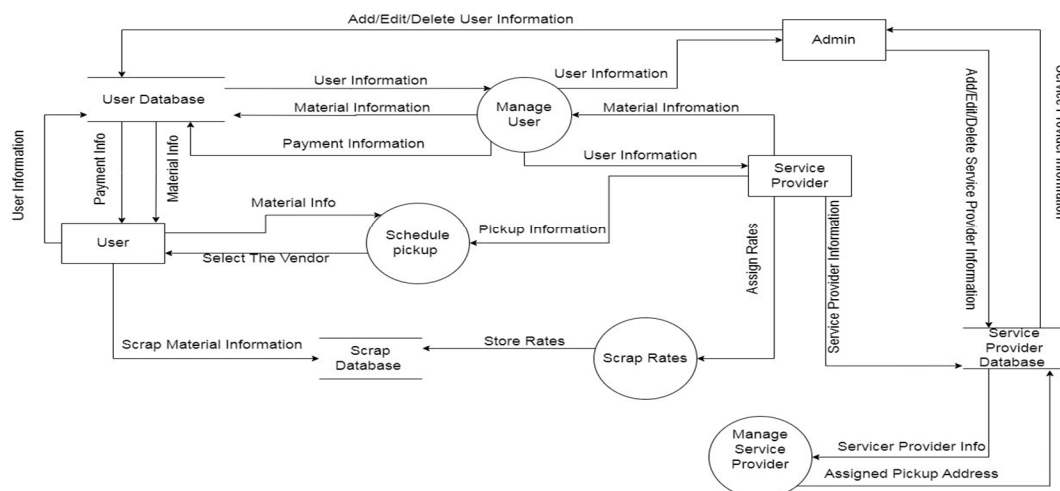 Add/Edit/Delete User Information
Admin
User Information
User Information
User Database
Manage
User
Material Information
Material Infromation
Payment Information
User Information
Service
Provider
User Information
Payment Info
Material Info
Material Info
Schedule
pickup
Pickup Information
User
Select The Vendor
Assign Rates
Service Provider Information
Add/Edit/Delete Service Provider Information
Scrap Material Information
Scrap
Database
Store Rates
Scrap Rates
Service
Provider
Database
Manage
Service
Provider
Servicer Provider Info
Assigned Pickup Address